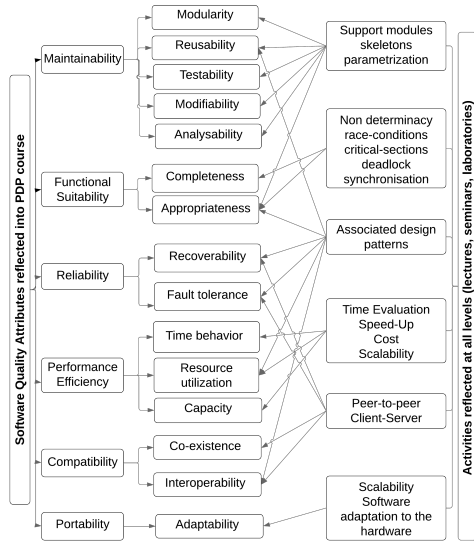 Software Quality Attributes reflected into PDP course
Maintainability
Functional
Suitability
Reliability
Performance
Efficiency
Compatibility
Portability
Modularity
Reusability
Testability
Modifiability
Analysability
Completeness
Appropriateness
Recoverability
Fault tolerance
Time behavior
Resource
utilization
Capacity
Co-existence
Interoperability
Adaptability
Support modules
skeletons
parametrization
Non determinacy
race-conditions
critical-sections
deadlock
synchronisation
Associated design
patterns
Time Evaluation
Speed-Up
Cost
Scalability
Peer-to-peer
Client-Server
Scalability
Software
adaptation to the
hardware
Activities reflected at all levels (lectures, seminars, laboratories)